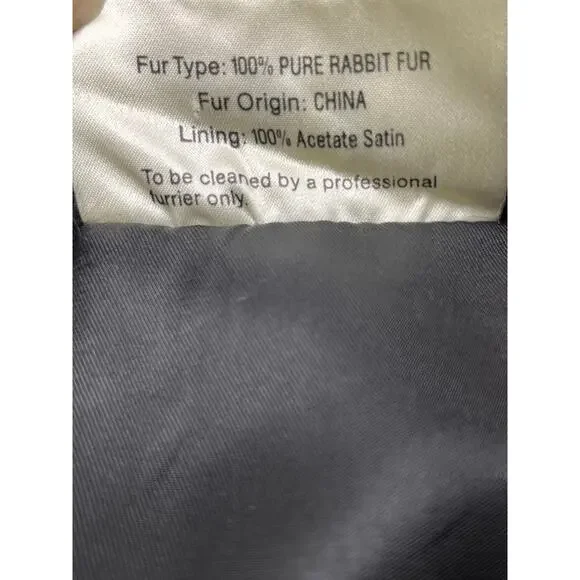 Fur Type: 100% PURE RABBIT FUR
Fur Origin: CHINA
Lining: 100% Acetate Satin
To be cleaned by a professional
furrier only.